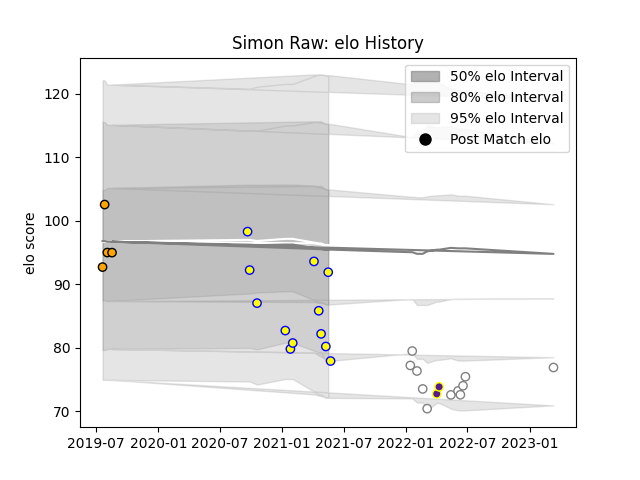 Simon Raw: elo History
50% elo Interval
80% elo Interval
95% elo Interval
Post Match elo
elo score
120
110
100
90
80
70
2019-07 2020-01 2020-07 2021-01 2021-07 2022-01 2022-07 2023-01